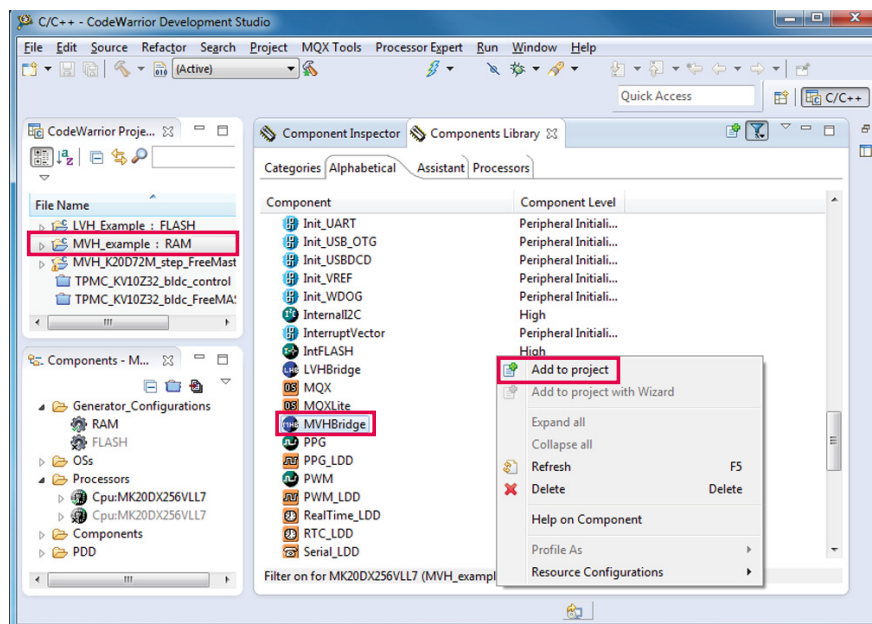 C/C++ - CodeWarrior Development Studio
File Edit Source Refactor Search Project MQX Tools Processor Expert Run Window Help
(Active)
Quick Access
C/C++
CodeWarrior Proje...
File Name
LVH_Example : FLASH
MVH_example : RAM
MVH_K20D72M_step_FreeMast
TPMC_KV10Z32_bldc_control
TPMC_KV10Z32_bldc_FreeMAS
Components - M...
Generator_Configurations
RAM
FLASH
OSs
Processors
Cpu:MK20DX256VLL7
Cpu:MK20DX256VLL7
Components
PDD
Component Inspector Components Library
Categories Alphabetical Assistant Processors
Component Component Level
Init_UART Peripheral Initiali...
Init_USB_OTG Peripheral Initiali...
Init_USBDCD Peripheral Initiali...
Init_VREF Peripheral Initiali...
Init_WDOG Peripheral Initiali...
InternalI2C High
InterruptVector Peripheral Initiali...
IntFLASH High
LVHBridge
MQX
MQXLite
MVHBridge
PPG
PPG_LDD
PWM
PWM_LDD
RealTime_LDD
RTC_LDD
Serial_LDD
Filter on for MK20DX256VLL7 (MVH_exampl
Add to project
Add to project with Wizard
Expand all
Collapse all
Refresh F5
Delete Delete
Help on Component
Profile As
Resource Configurations